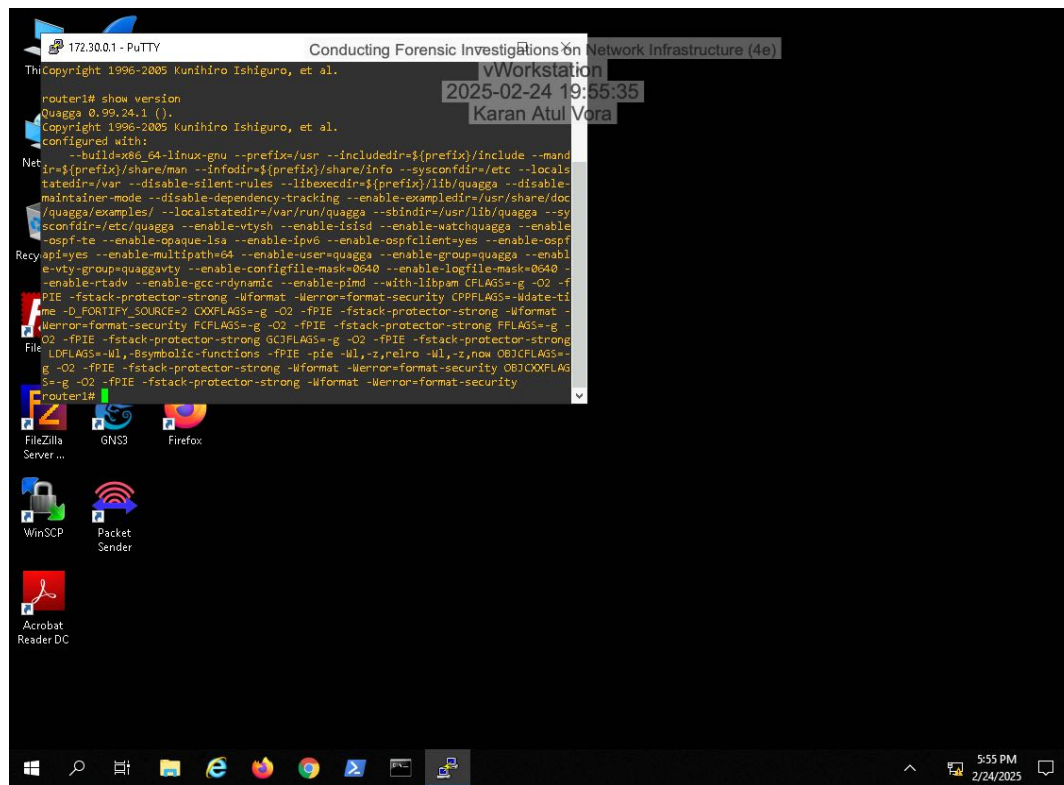 172.30.0.1 - PuTTY
Conducting Forensic Investigations on Network Infrastructure (4e)
vWorkstation
2025-02-24 19:55:35
Karan Atul Vora
Thi
Copyright 1996-2005 Kunihiro Ishiguro, et al.
router1# show version
Quagga 0.99.24.1 ().
Copyright 1996-2005 Kunihiro Ishiguro, et al.
configured with:
--build=x86_64-linux-gnu --prefix=/usr --includedir=${prefix}/include --mand
ir=${prefix}/share/man --infodir=${prefix}/share/info --sysconfdir=/etc --locals
tatedir=/var --disable-silent-rules --libexecdir=${prefix}/lib/quagga --disable-
maintainer-mode --disable-dependency-tracking --enable-exampledir=/usr/share/doc
/quagga/examples/ --localstatedir=/var/run/quagga --sbindir=/usr/lib/quagga --sy
sconfdir=/etc/quagga --enable-vtysh --enable-isisd --enable-watchquagga --enable
-ospf-te --enable-opaque-lsa --enable-ipv6 --enable-ospfclient=yes --enable-ospf
api=yes --enable-multipath=64 --enable-user=quagga --enable-group=quagga --enabl
e-vty-group=quaggavty --enable-configfile-mask=0640 --enable-logfile-mask=0640 -
-enable-rtadv --enable-gcc-rdynamic --enable-pimd --with-libpam CFLAGS=-g -O2 -f
PIE -fstack-protector-strong -Wformat -Werror=format-security CPPFLAGS=-Wdate-ti
me -D_FORTIFY_SOURCE=2 CXXFLAGS=-g -O2 -fPIE -fstack-protector-strong -Wformat -
Werror=format-security FCFLAGS=-g -O2 -fPIE -fstack-protector-strong FFLAGS=-g -
O2 -fPIE -fstack-protector-strong GCJFLAGS=-g -O2 -fPIE -fstack-protector-strong
LDFLAGS=-Wl,-Bsymbolic-functions -fPIE -pie -Wl,-z,relro -Wl,-z,now OBJCFLAGS=-
g -O2 -fPIE -fstack-protector-strong -Wformat -Werror=format-security OBJCXXFLAG
S=-g -O2 -fPIE -fstack-protector-strong -Wformat -Werror=format-security
router1#
Net
Recy
File
FileZilla
Server ...
GNS3
Firefox
WinSCP
Packet
Sender
Acrobat
Reader DC
5:55 PM
2/24/2025